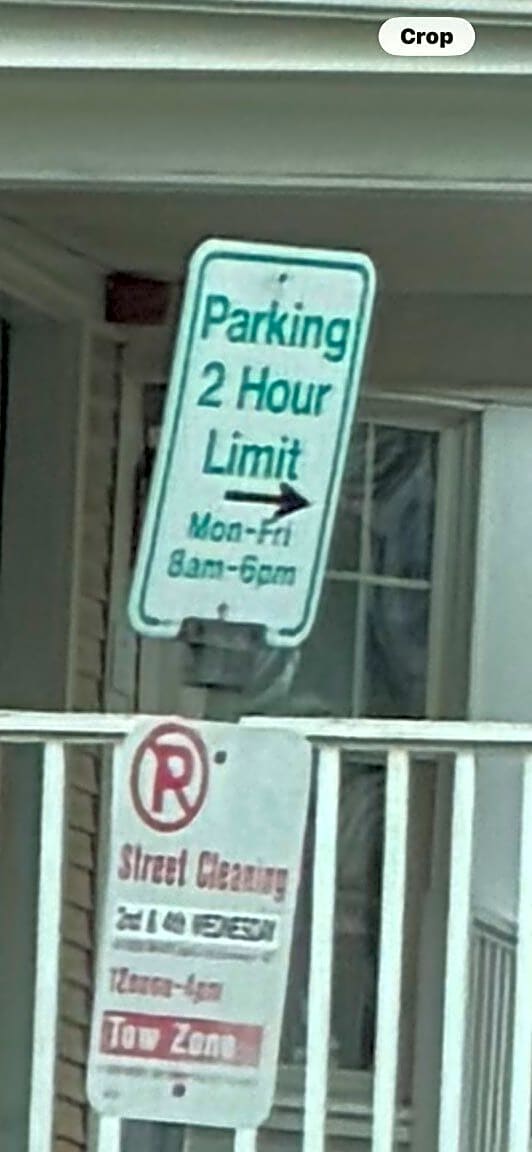 Crop
Parking
2 Hour
Limit
Mon-Fri
8am-6pm
P
Street Cleaning
2nd & 4th WEDNESDAY
12noon-4pm
Tow Zone